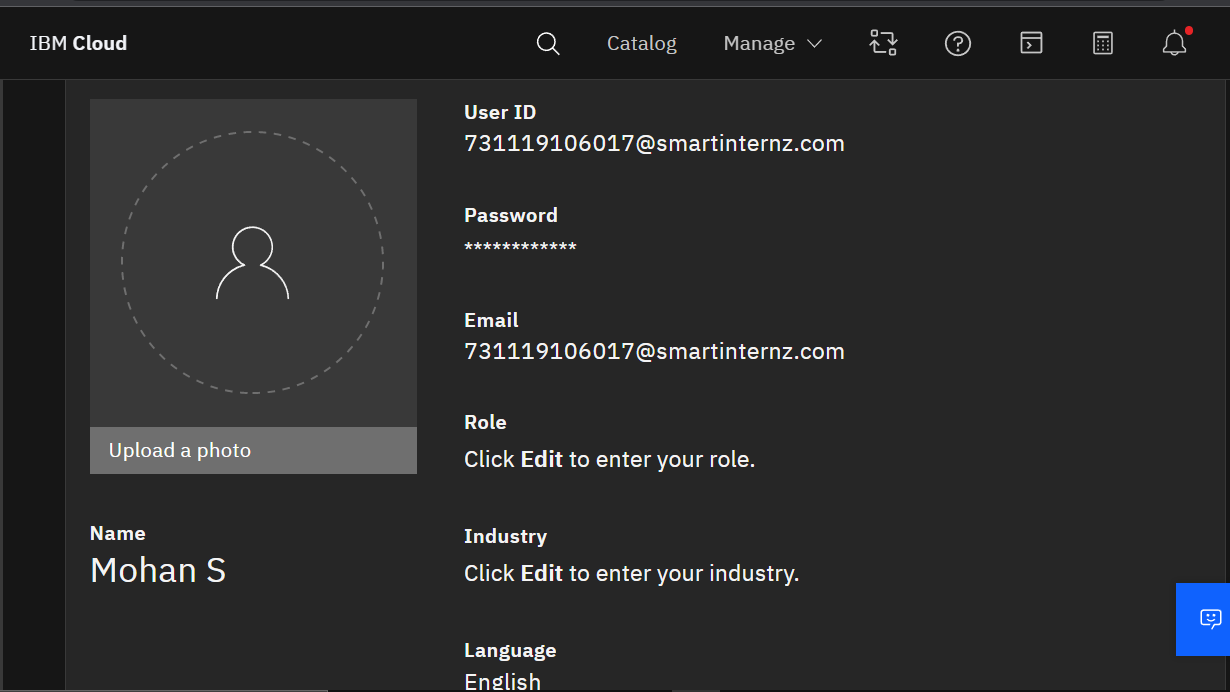 IBM Cloud
Catalog
Manage
User ID
731119106017@smartinternz.com
Password
************
Email
731119106017@smartinternz.com
Role
Click Edit to enter your role.
Upload a photo
Name
Mohan S
Industry
Click Edit to enter your industry.
Language
English